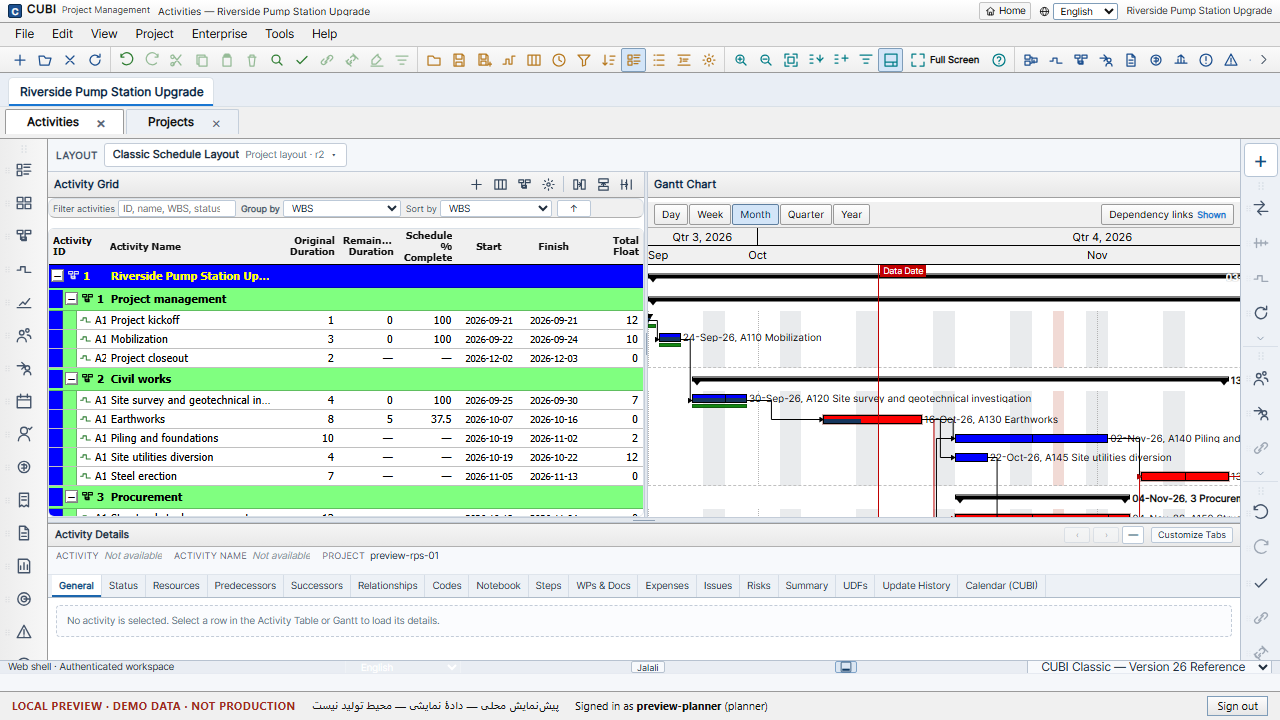 CUBI Project Management Activities — Riverside Pump Station Upgrade Home English Riverside Pump Station Upgrade
File Edit View Project Enterprise Tools Help
Full Screen
Riverside Pump Station Upgrade
Activities Projects
LAYOUT Classic Schedule Layout Project layout · r2
Activity Grid
Filter activities ID, name, WBS, status Group by WBS Sort by WBS
Activity ID Activity Name Original Duration Remain... Duration Schedule % Complete Start Finish Total Float
1 Riverside Pump Station Up...
1 Project management
A1 Project kickoff 1 0 100 2026-09-21 2026-09-21 12
A1 Mobilization 3 0 100 2026-09-22 2026-09-24 10
A2 Project closeout 2 — — 2026-12-02 2026-12-03 0
2 Civil works
A1 Site survey and geotechnical in... 4 0 100 2026-09-25 2026-09-30 7
A1 Earthworks 8 5 37.5 2026-10-07 2026-10-16 0
A1 Piling and foundations 10 — — 2026-10-19 2026-11-02 2
A1 Site utilities diversion 4 — — 2026-10-19 2026-10-22 12
A1 Steel erection 7 — — 2026-11-05 2026-11-13 0
3 Procurement
Gantt Chart
Day Week Month Quarter Year Dependency links Shown
Qtr 3, 2026 Qtr 4, 2026
Sep Oct Nov
Data Date
24-Sep-26, A110 Mobilization
13
30-Sep-26, A120 Site survey and geotechnical investigation
16-Oct-26, A130 Earthworks
02-Nov-26, A140 Piling and
22-Oct-26, A145 Site utilities diversion
13
04-Nov-26, 3 Procurem
Activity Details Customize Tabs
ACTIVITY Not available ACTIVITY NAME Not available PROJECT preview-rps-01
General Status Resources Predecessors Successors Relationships Codes Notebook Steps WPs & Docs Expenses Issues Risks Summary UDFs Update History Calendar (CUBI)
No activity is selected. Select a row in the Activity Table or Gantt to load its details.
Web shell · Authenticated workspace English Jalali CUBI Classic — Version 26 Reference
LOCAL PREVIEW · DEMO DATA · NOT PRODUCTION پیش‌نمایش محلی — دادهٔ نمایشی — محیط تولید نیست Signed in as preview-planner (planner) Sign out